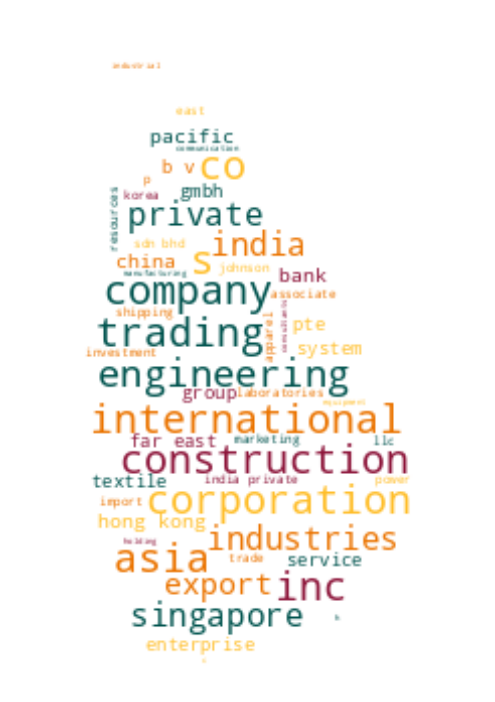 industrial
east
pacific
communication
b v co
p
korea gmbh
resources
private
sdn bhd india
china s johnson
manufacturing bank
company associate
shipping
trading apparel consultants pte
investment system
engineering
group laboratories
equipment
international
far east marketing llc
construction
textile india private power
import corporation
hong kong
holding industries
asia trade service
export inc
singapore
h
enterprise